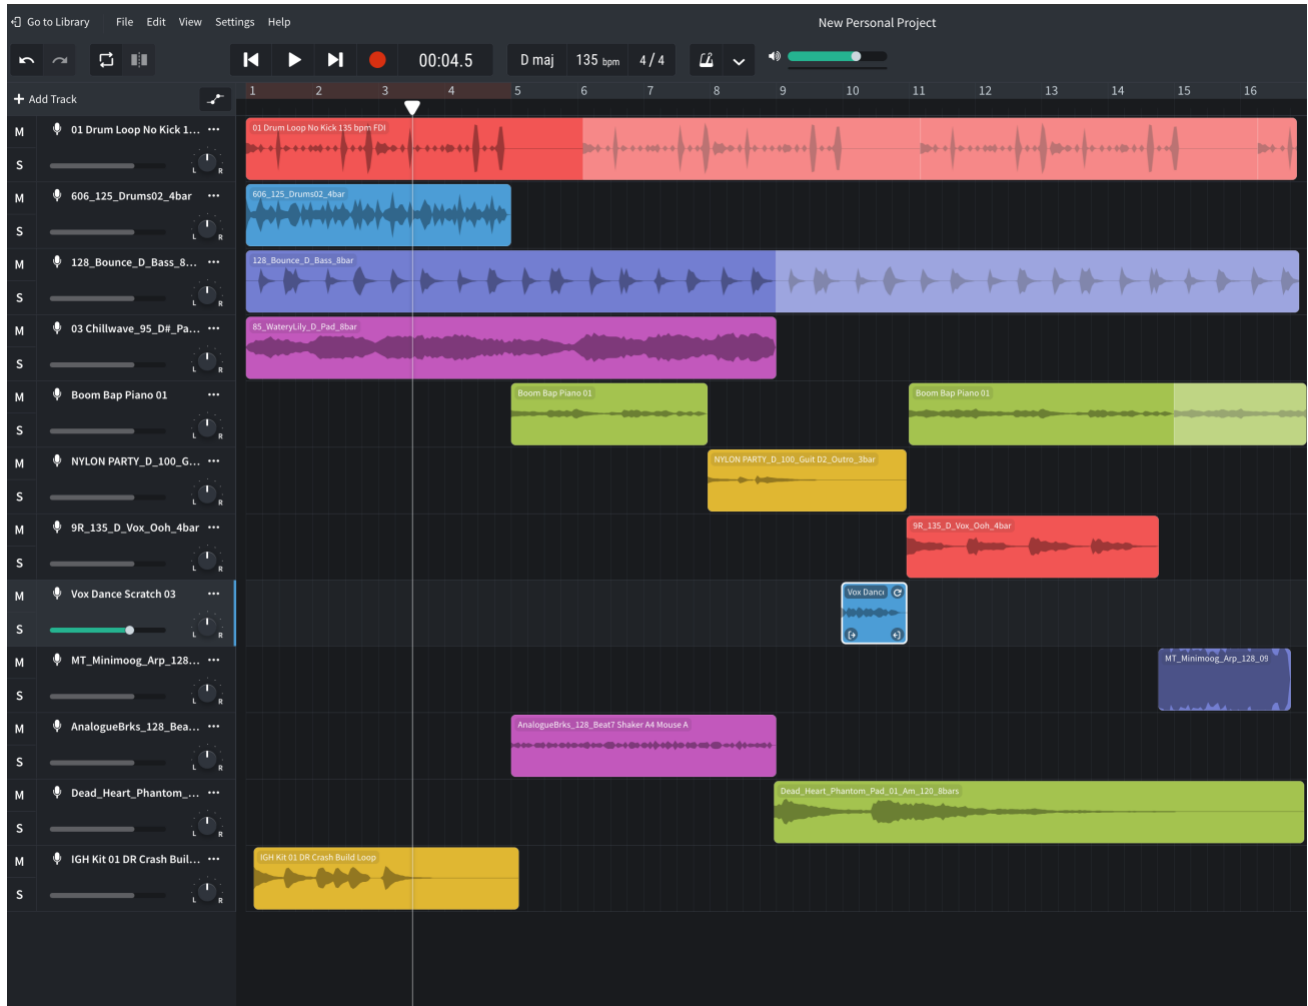 Go to Library File Edit View Settings Help New Personal Project
00:04.5 D maj 135 bpm 4/4
+ Add Track 1 2 3 4 5 6 7 8 9 10 11 12 13 14 15 16
M 01 Drum Loop No Kick 1... ••• 01 Drum Loop No Kick 135 bpm FDI
S L R
M 606_125_Drums02_4bar ••• 606_125_Drums02_4bar
S L R
M 128_Bounce_D_Bass_8... ••• 128_Bounce_D_Bass_8bar
S L R
M 03 Chillwave_95_D#_Pa... ••• 85_WateryLily_D_Pad_8bar
S L R
M Boom Bap Piano 01 ••• Boom Bap Piano 01 Boom Bap Piano 01
S L R
M NYLON PARTY_D_100_G... ••• NYLON PARTY_D_100_Guit D2_Outro_3bar
S L R
M 9R_135_D_Vox_Ooh_4bar ••• 9R_135_D_Vox_Ooh_4bar
S L R
M Vox Dance Scratch 03 ••• Vox Danc
S L R
M MT_Minimoog_Arp_128... ••• MT_Minimoog_Arp_128_09
S L R
M AnalogueBrks_128_Bea... ••• AnalogueBrks_128_Beat7 Shaker A4 Mouse A
S L R
M Dead_Heart_Phantom_... ••• Dead_Heart_Phantom_Pad_01_Am_120_8bars
S L R
M IGH Kit 01 DR Crash Buil... ••• IGH Kit 01 DR Crash Build Loop
S L R